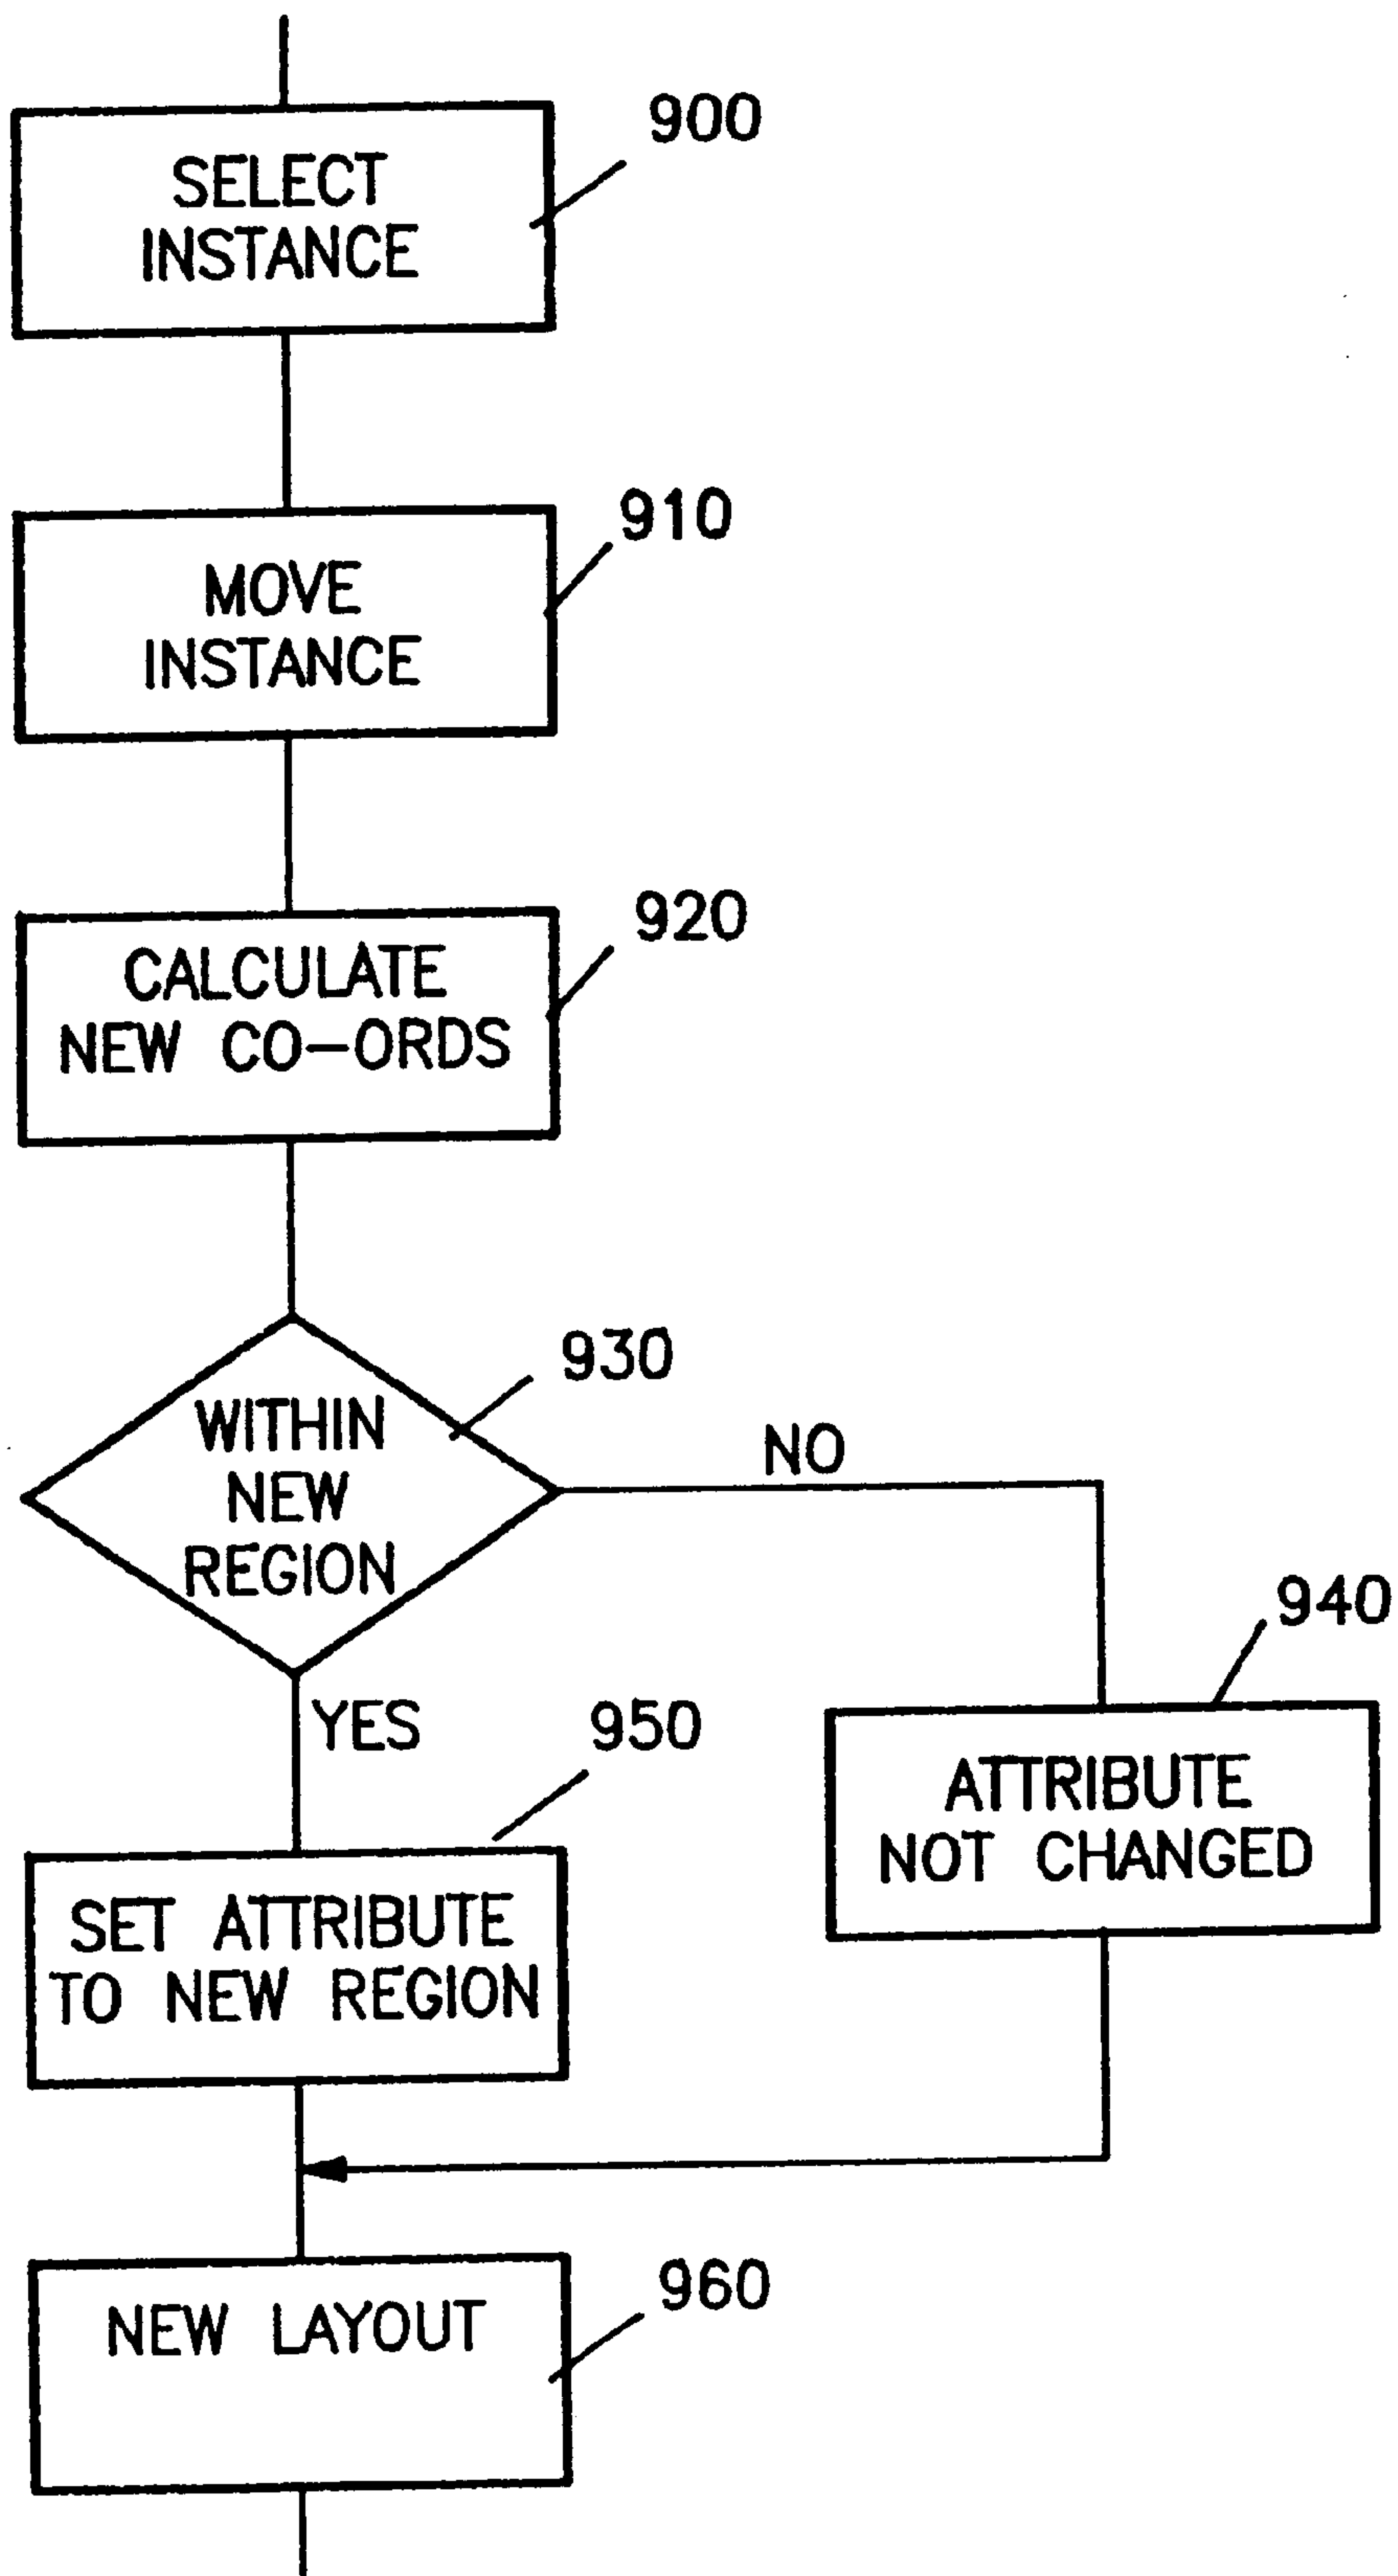 900
SELECT
INSTANCE
910
MOVE
INSTANCE
920
CALCULATE
NEW CO-ORDS
930
WITHIN
NEW
REGION
NO
940
YES
950
ATTRIBUTE
NOT CHANGED
SET ATTRIBUTE
TO NEW REGION
960
NEW LAYOUT